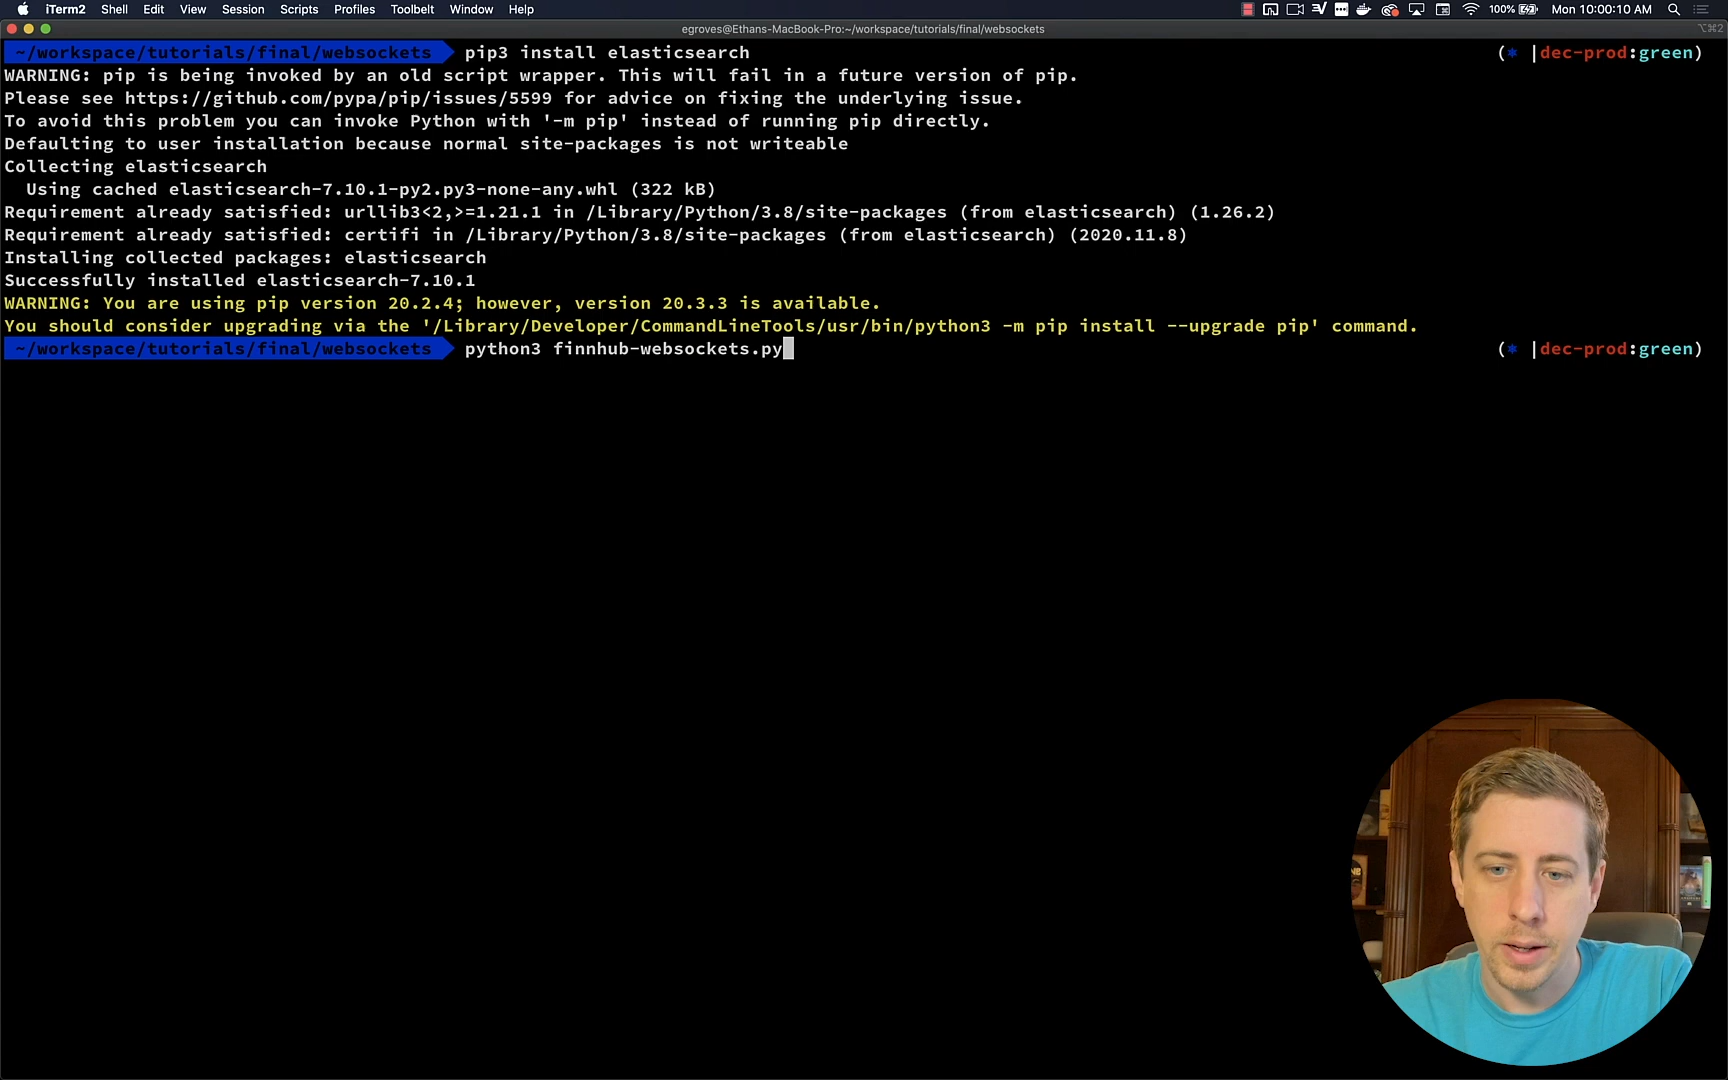 iTerm2 Shell Edit View Session Scripts Profiles Toolbelt Window Help 100% Mon 10:00:10 AM
egroves@Ethans-MacBook-Pro:~/workspace/tutorials/final/websockets ⌥⌘2
~/workspace/tutorials/final/websockets pip3 install elasticsearch (* |dec-prod:green)
WARNING: pip is being invoked by an old script wrapper. This will fail in a future version of pip.
Please see https://github.com/pypa/pip/issues/5599 for advice on fixing the underlying issue.
To avoid this problem you can invoke Python with '-m pip' instead of running pip directly.
Defaulting to user installation because normal site-packages is not writeable
Collecting elasticsearch
  Using cached elasticsearch-7.10.1-py2.py3-none-any.whl (322 kB)
Requirement already satisfied: urllib3<2,>=1.21.1 in /Library/Python/3.8/site-packages (from elasticsearch) (1.26.2)
Requirement already satisfied: certifi in /Library/Python/3.8/site-packages (from elasticsearch) (2020.11.8)
Installing collected packages: elasticsearch
Successfully installed elasticsearch-7.10.1
WARNING: You are using pip version 20.2.4; however, version 20.3.3 is available.
You should consider upgrading via the '/Library/Developer/CommandLineTools/usr/bin/python3 -m pip install --upgrade pip' command.
~/workspace/tutorials/final/websockets python3 finnhub-websockets.py (* |dec-prod:green)